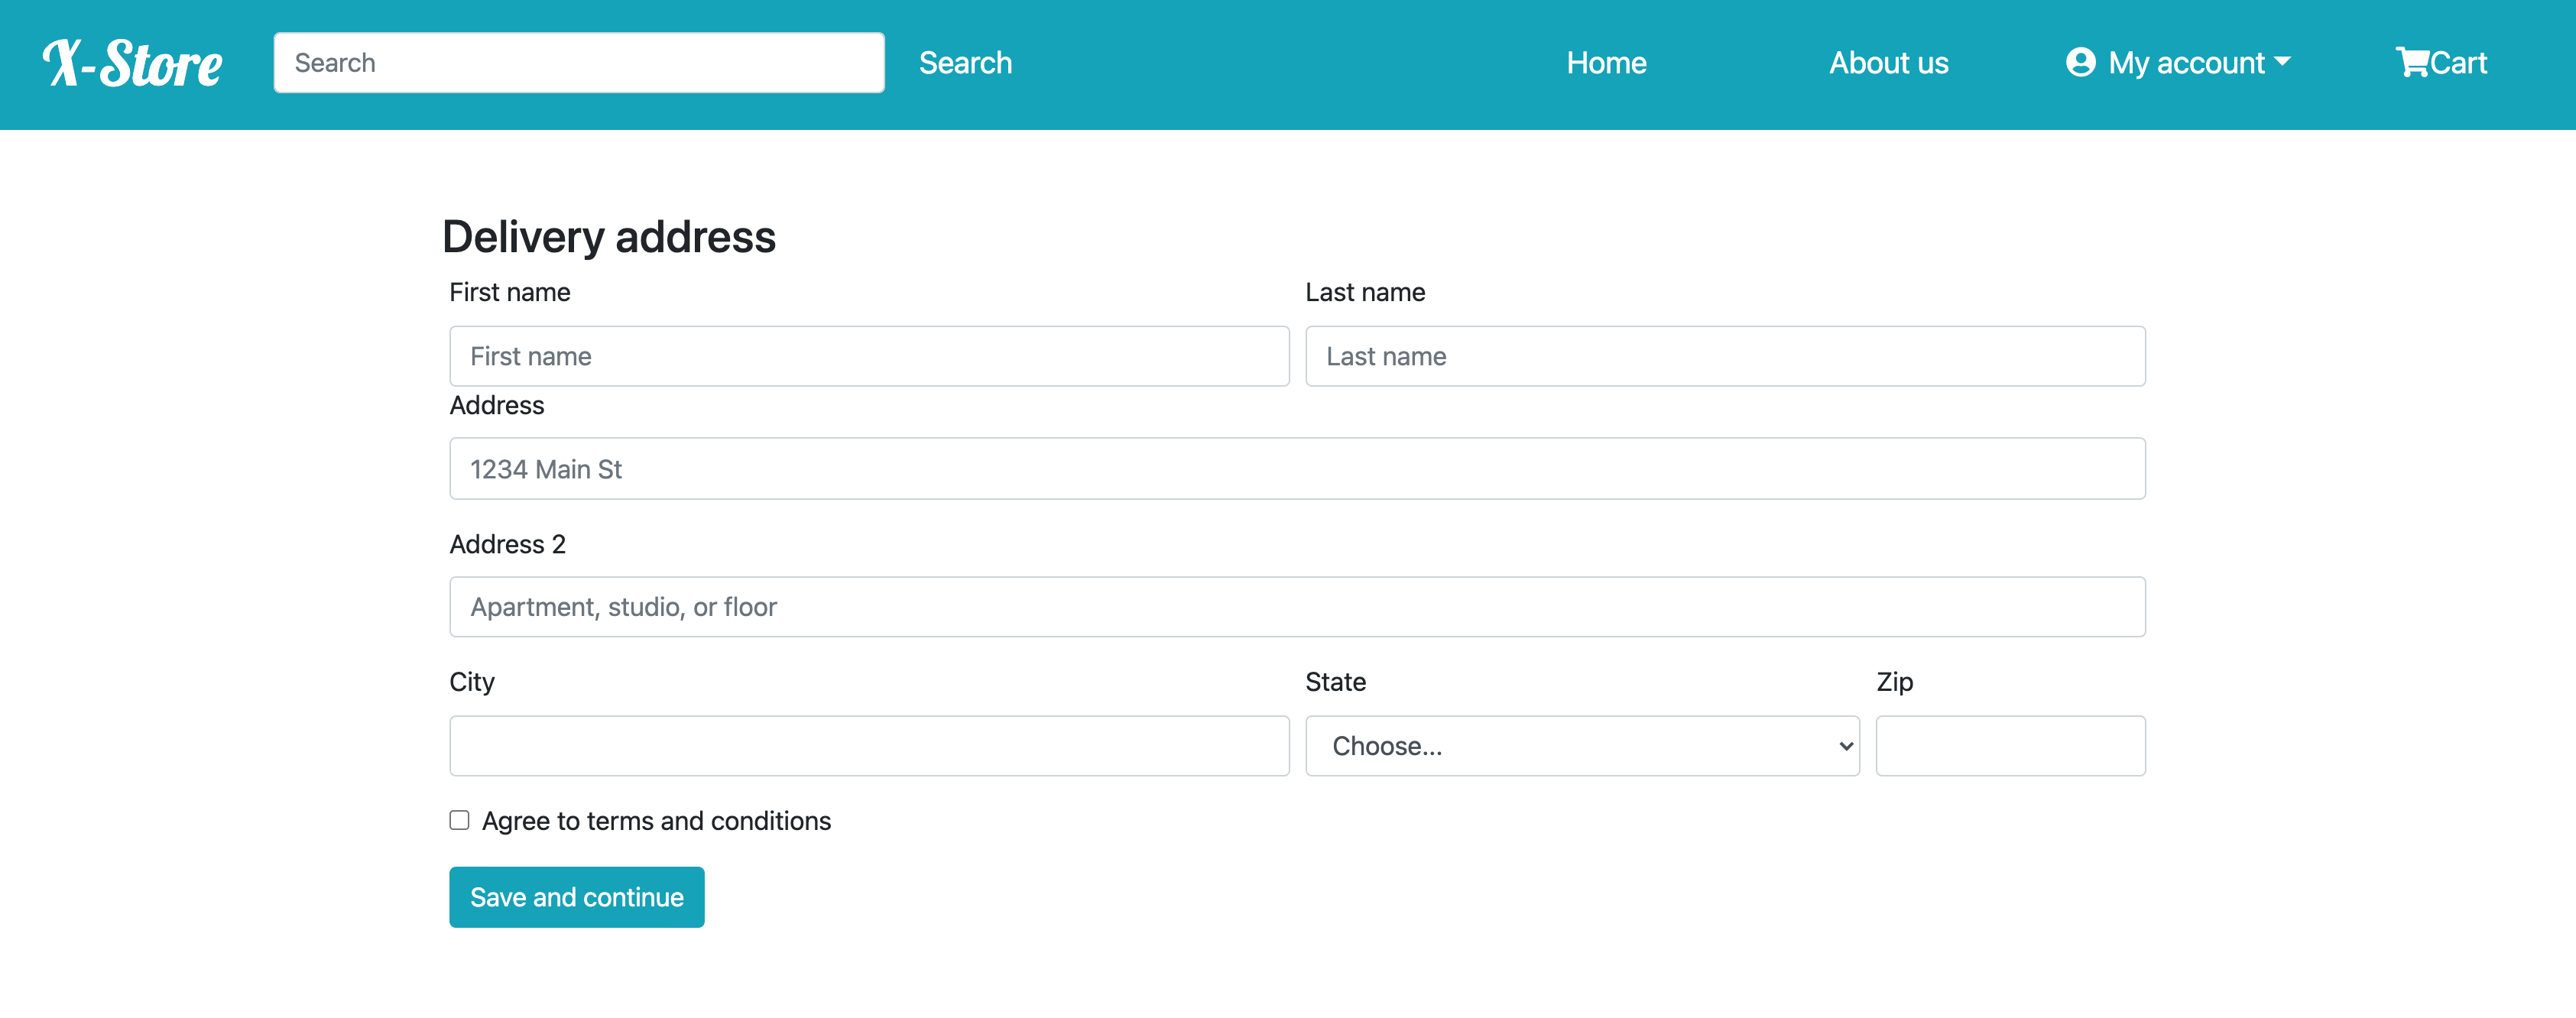 X-Store Search Search Home About us My account Cart
Delivery address
First name Last name
First name Last name
Address
1234 Main St
Address 2
Apartment, studio, or floor
City State Zip
Choose...
Agree to terms and conditions
Save and continue